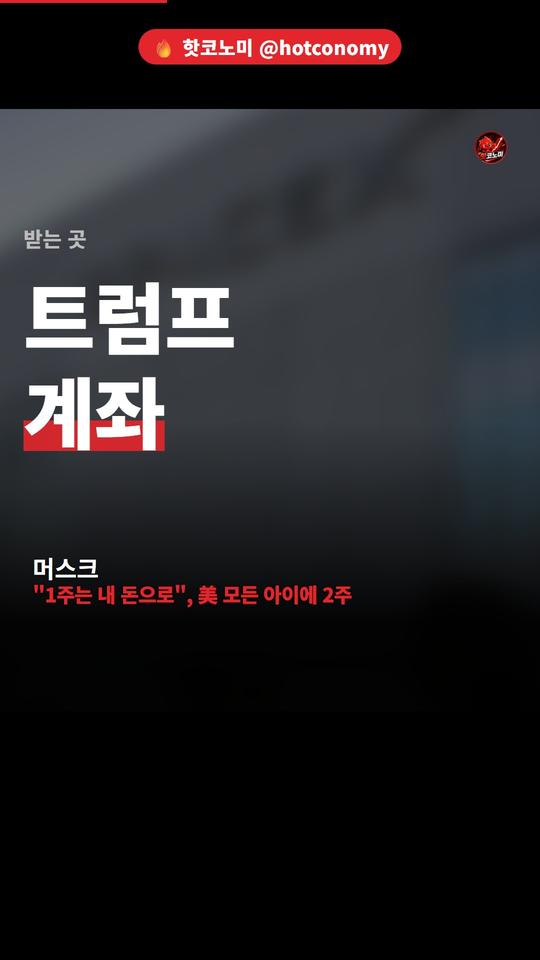 🔥 핫코노미 @hotconomy
받는 곳
트럼프
계좌
머스크
"1주는 내 돈으로", 美 모든 아이에 2주